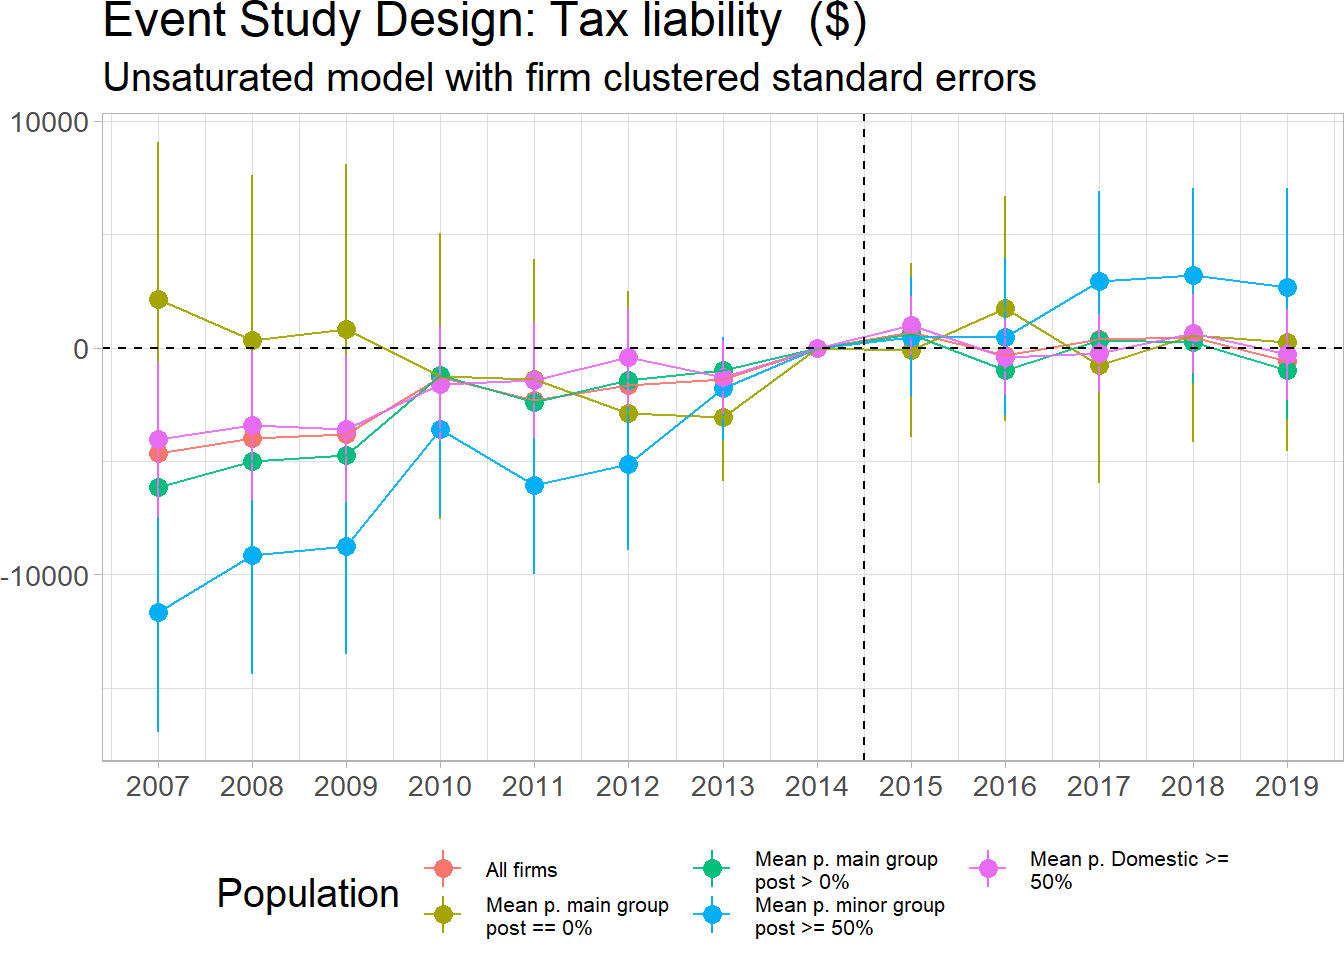 Event Study Design: Tax liability  ($)
Unsaturated model with firm clustered standard errors
10000
0
-10000
2007 2008 2009 2010 2011 2012 2013 2014 2015 2016 2017 2018 2019
Population
All firms
Mean p. main group
post == 0%
Mean p. main group
post > 0%
Mean p. minor group
post >= 50%
Mean p. Domestic >=
50%